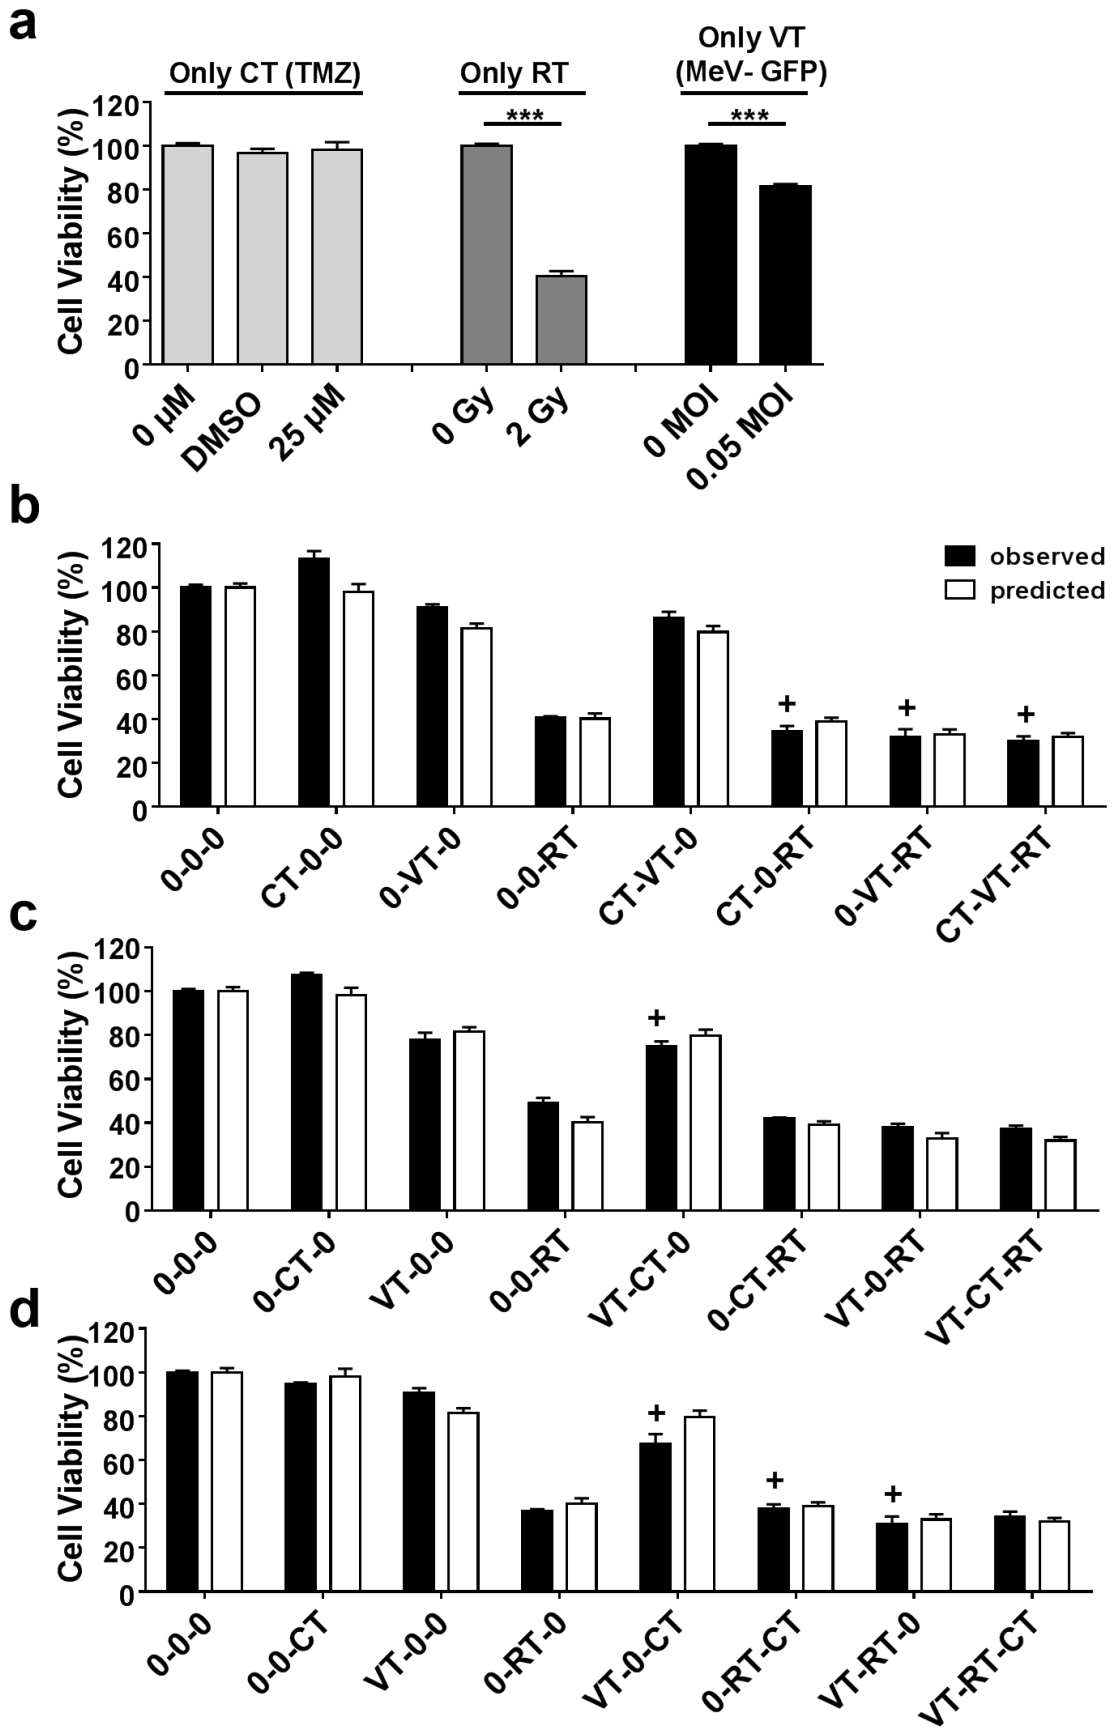 a
Only CT (TMZ)
Only RT
Only VT
(MeV- GFP)
***
***
Cell Viability (%)
120
100
80
60
40
20
0
0 µM
DMSO
25 µM
0 Gy
2 Gy
0 MOI
0.05 MOI
b
observed
predicted
Cell Viability (%)
120
100
80
60
40
20
0
+
+
+
0-0-0
CT-0-0
0-VT-0
0-0-RT
CT-VT-0
CT-0-RT
0-VT-RT
CT-VT-RT
c
Cell Viability (%)
120
100
80
60
40
20
0
+
0-0-0
0-CT-0
VT-0-0
0-0-RT
VT-CT-0
0-CT-RT
VT-0-RT
VT-CT-RT
d
Cell Viability (%)
120
100
80
60
40
20
0
+
+
+
0-0-0
0-0-CT
VT-0-0
0-RT-0
VT-0-CT
0-RT-CT
VT-RT-0
VT-RT-CT